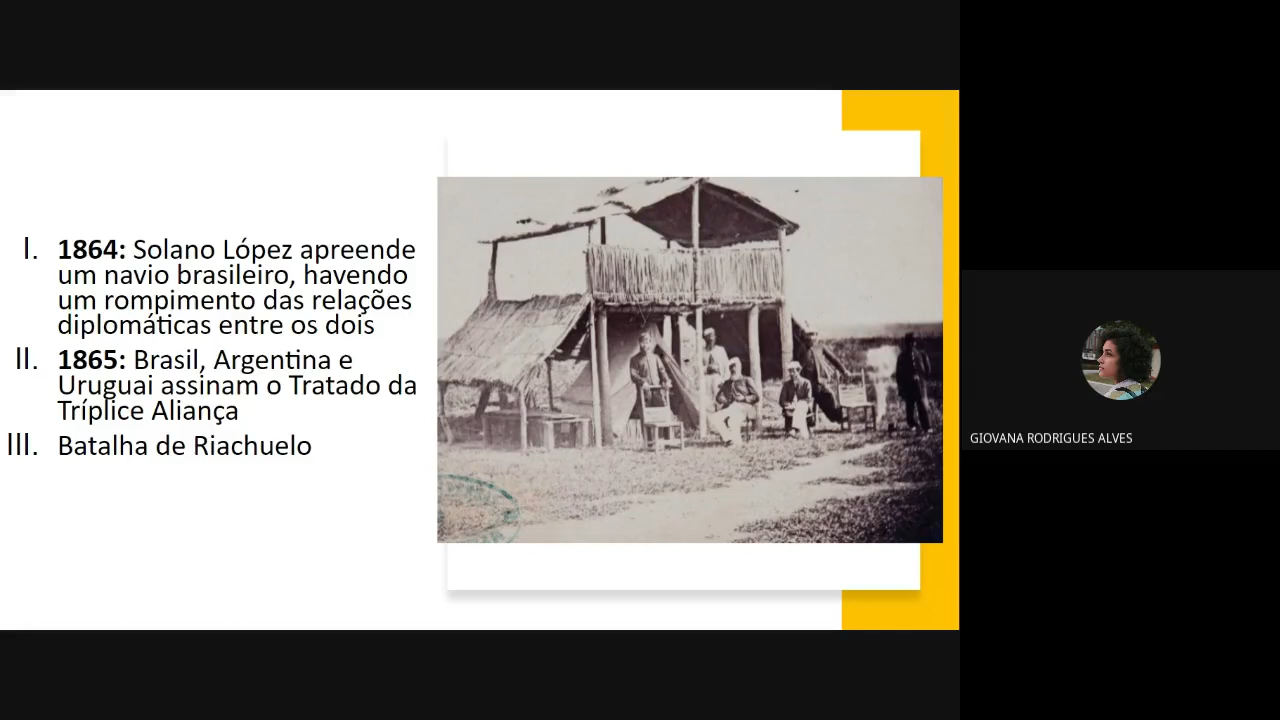 I. 1864: Solano López apreende
um navio brasileiro, havendo
um rompimento das relações
diplomáticas entre os dois
II. 1865: Brasil, Argentina e
Uruguai assinam o Tratado da
Tríplice Aliança
III. Batalha de Riachuelo
GIOVANA RODRIGUES ALVES